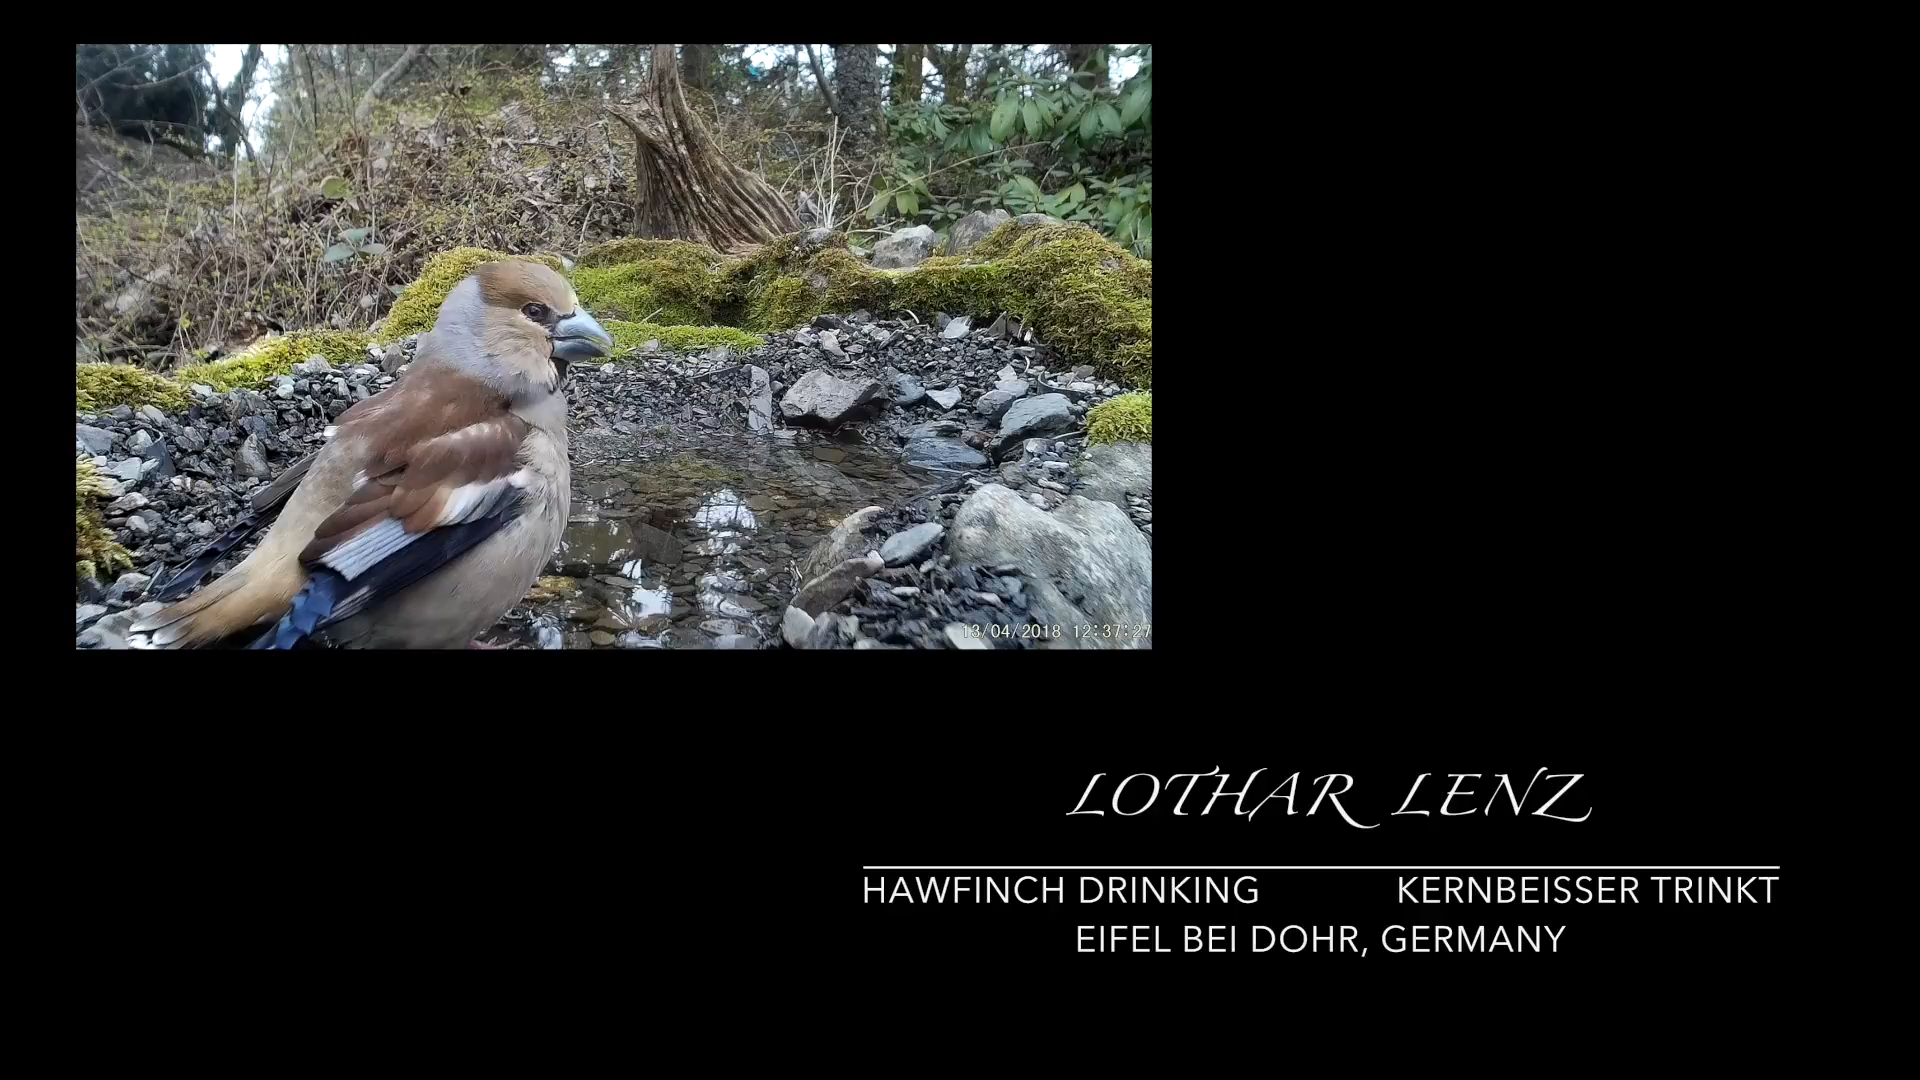 13/04/2018 12:37:27
LOTHAR LENZ
HAWFINCH DRINKING KERNBEISSER TRINKT
EIFEL BEI DOHR, GERMANY